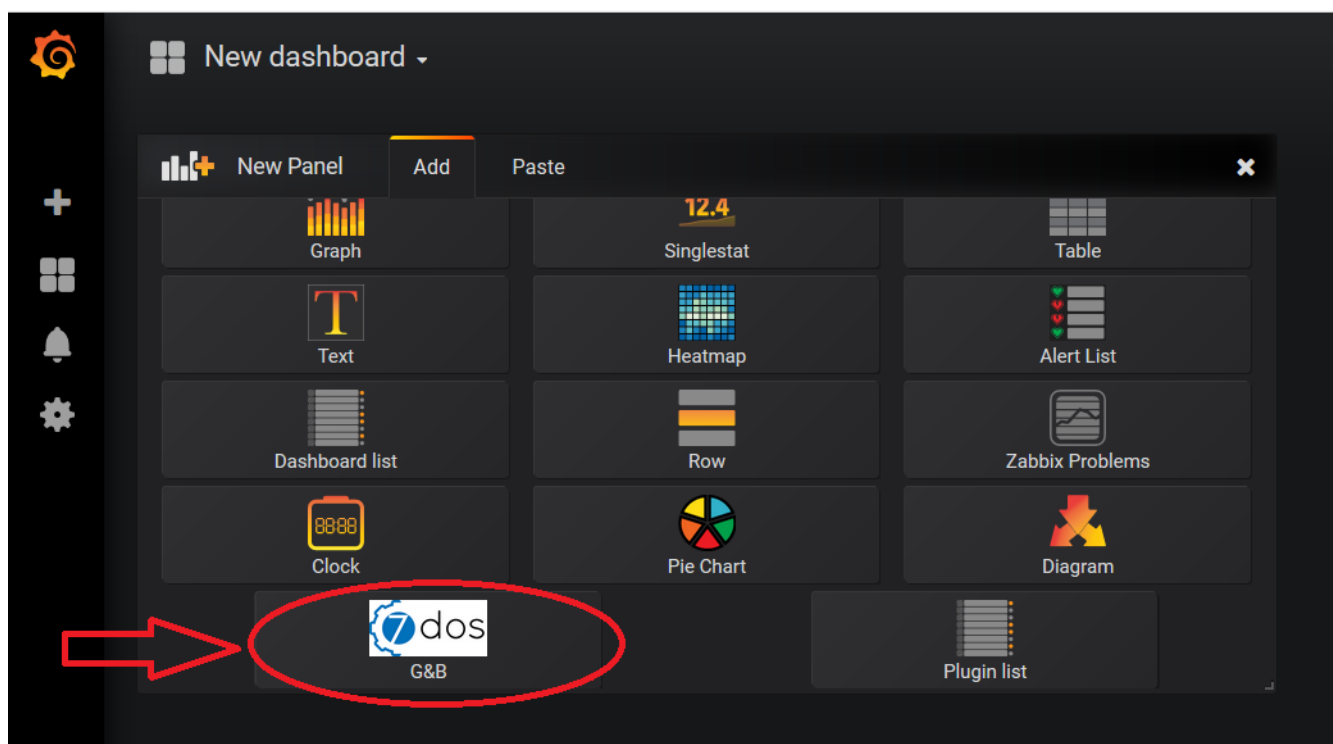 New dashboard
New Panel Add Paste
12.4
Graph Singlestat Table
T
Text Heatmap Alert List
Dashboard list Row Zabbix Problems
88:88
Clock Pie Chart Diagram
7dos
G&B Plugin list